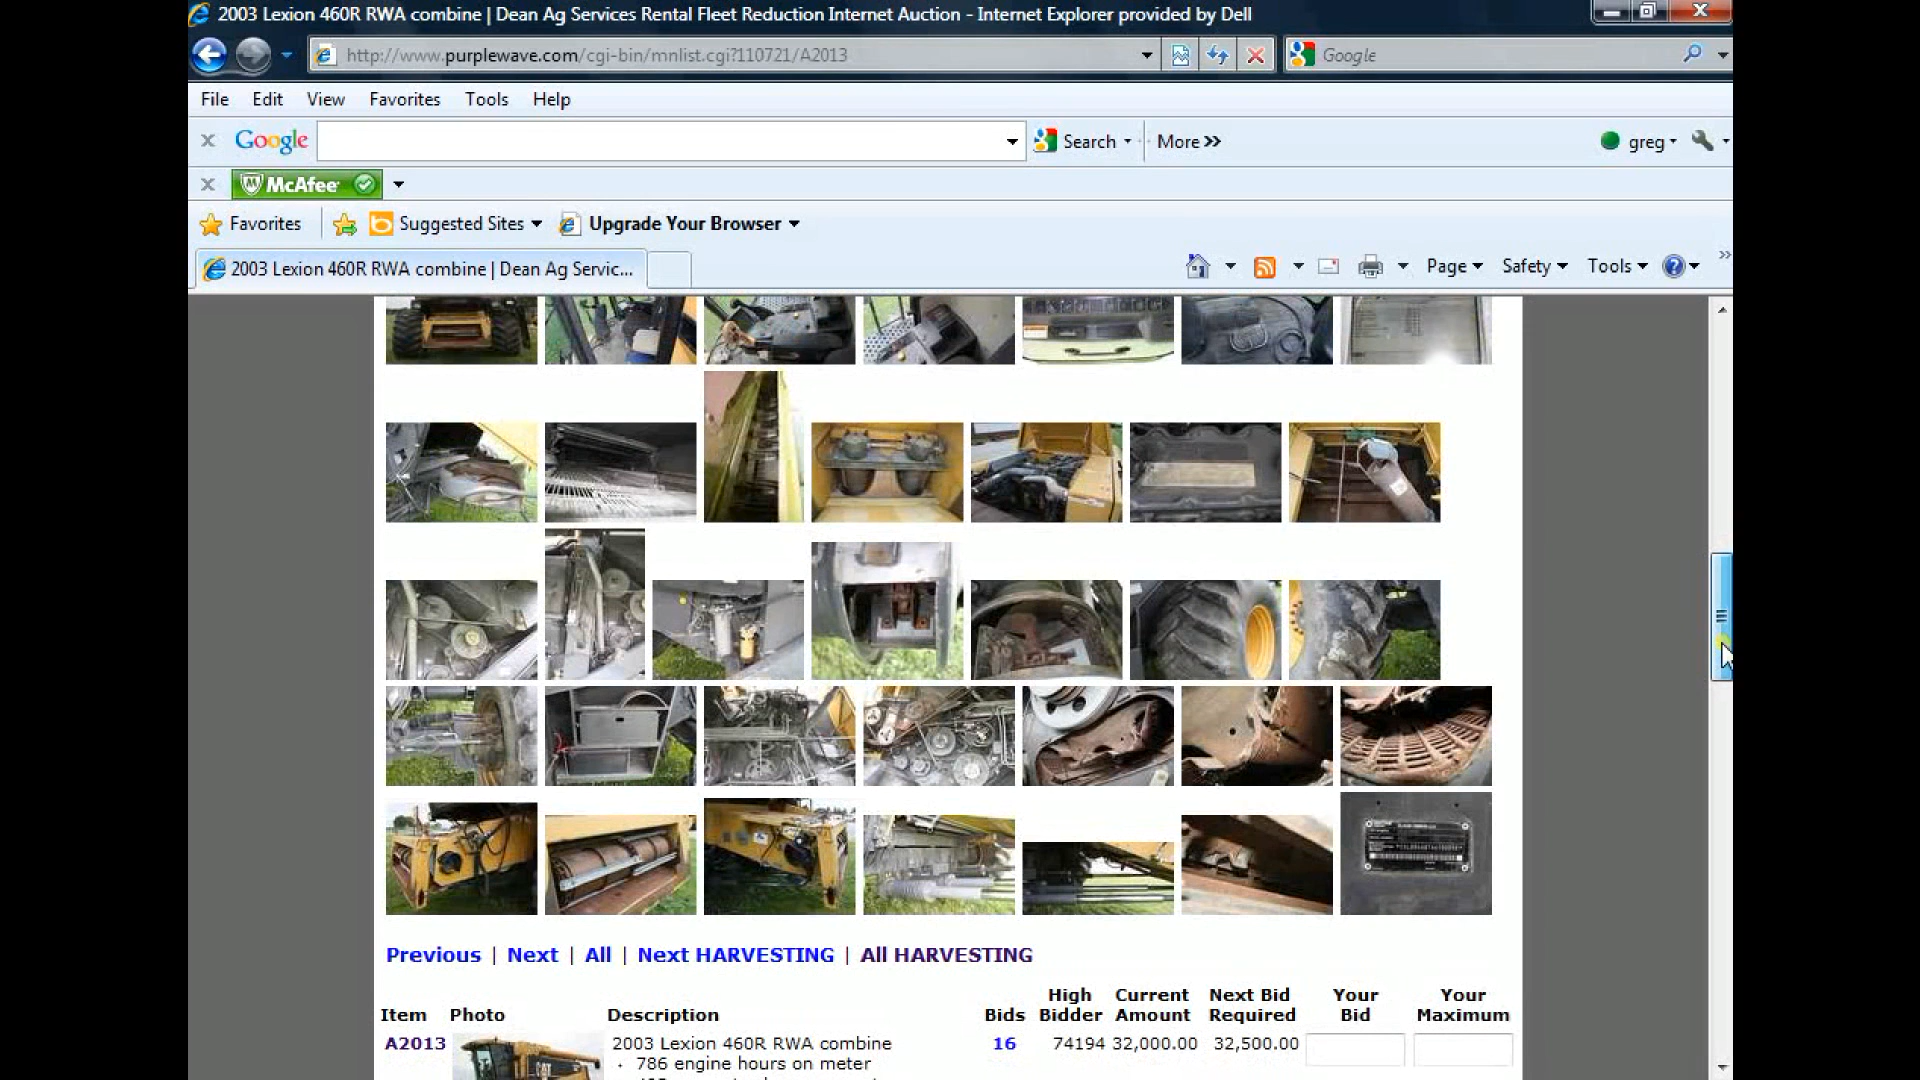 2003 Lexion 460R RWA combine | Dean Ag Services Rental Fleet Reduction Internet Auction - Internet Explorer provided by Dell
http://www.purplewave.com/cgi-bin/mnlist.cgi?110721/A2013
Google
File Edit View Favorites Tools Help
x Google Search More >> greg
x McAfee
Favorites Suggested Sites Upgrade Your Browser
2003 Lexion 460R RWA combine | Dean Ag Servic...
Page Safety Tools
Previous | Next | All | Next HARVESTING | All HARVESTING
Item Photo Description Bids High Bidder Current Amount Next Bid Required Your Bid Your Maximum
A2013 2003 Lexion 460R RWA combine 16 74194 32,000.00 32,500.00
· 786 engine hours on meter
CAT